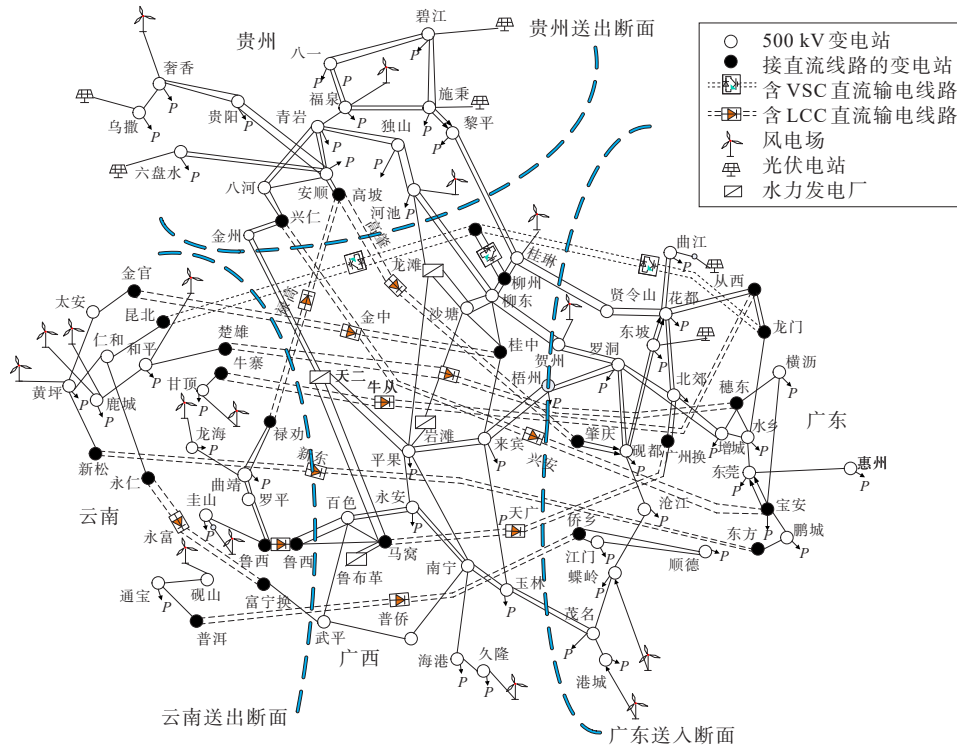 碧江
贵州
贵州送出断面
八一
奢香
福泉
施秉
乌撒
贵阳
青岩
独山
黎平
六盘水
安顺
高坡
八河
河池
兴仁
金州
高肇
桂林
曲江
从西
龙滩
柳州
金官
太安
昆北
柳东
沙塘
贤令山
花都
龙门
仁和
和平
楚雄
金中
桂中
贺州
罗洞
东坡
横沥
牛寨
甘顶
天二
牛从
梧州
北郊
穗东
广东
黄坪
鹿城
禄劝
岩滩
来宾
肇庆
砚都
广州换
增城
水乡
龙海
平果
兴安
东莞
惠州
新松
新东
永仁
曲靖
罗平
百色
永安
天广
沧江
宝安
云南
圭山
侨乡
东方
鹏城
永富
鲁西
鲁西
马窝
江门
顺德
鲁布革
南宁
蝶岭
通宝
砚山
富宁换
玉林
普洱
武平
普侨
茂名
广西
海港
久隆
港城
云南送出断面
广东送入断面
500 kV变电站
接直流线路的变电站
含VSC直流输电线路
含LCC直流输电线路
风电场
光伏电站
水力发电厂